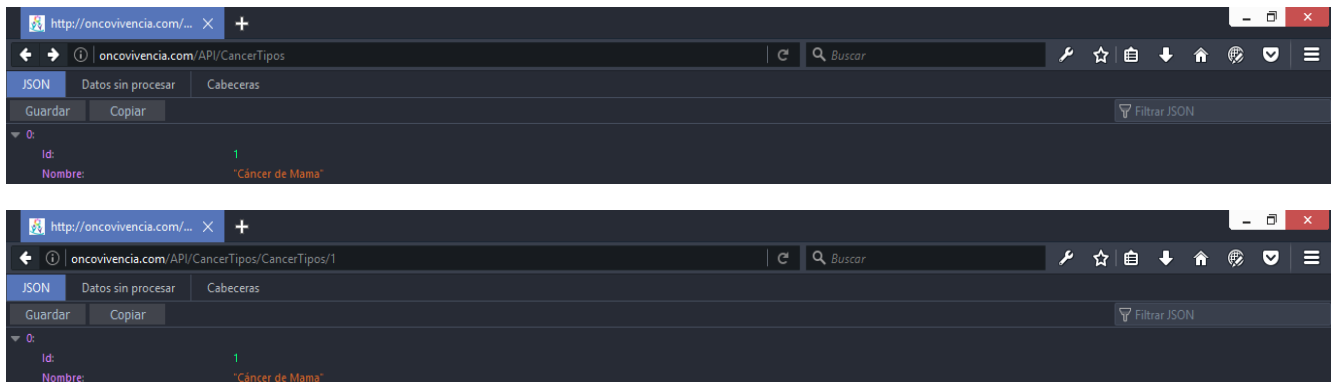 http://oncovivencia.com/...
oncovivencia.com/API/CancerTipos
Buscar
JSON Datos sin procesar Cabeceras
Guardar Copiar Filtrar JSON
0:
Id: 1
Nombre: "Cáncer de Mama"
http://oncovivencia.com/...
oncovivencia.com/API/CancerTipos/CancerTipos/1
Buscar
JSON Datos sin procesar Cabeceras
Guardar Copiar Filtrar JSON
0:
Id: 1
Nombre: "Cáncer de Mama"